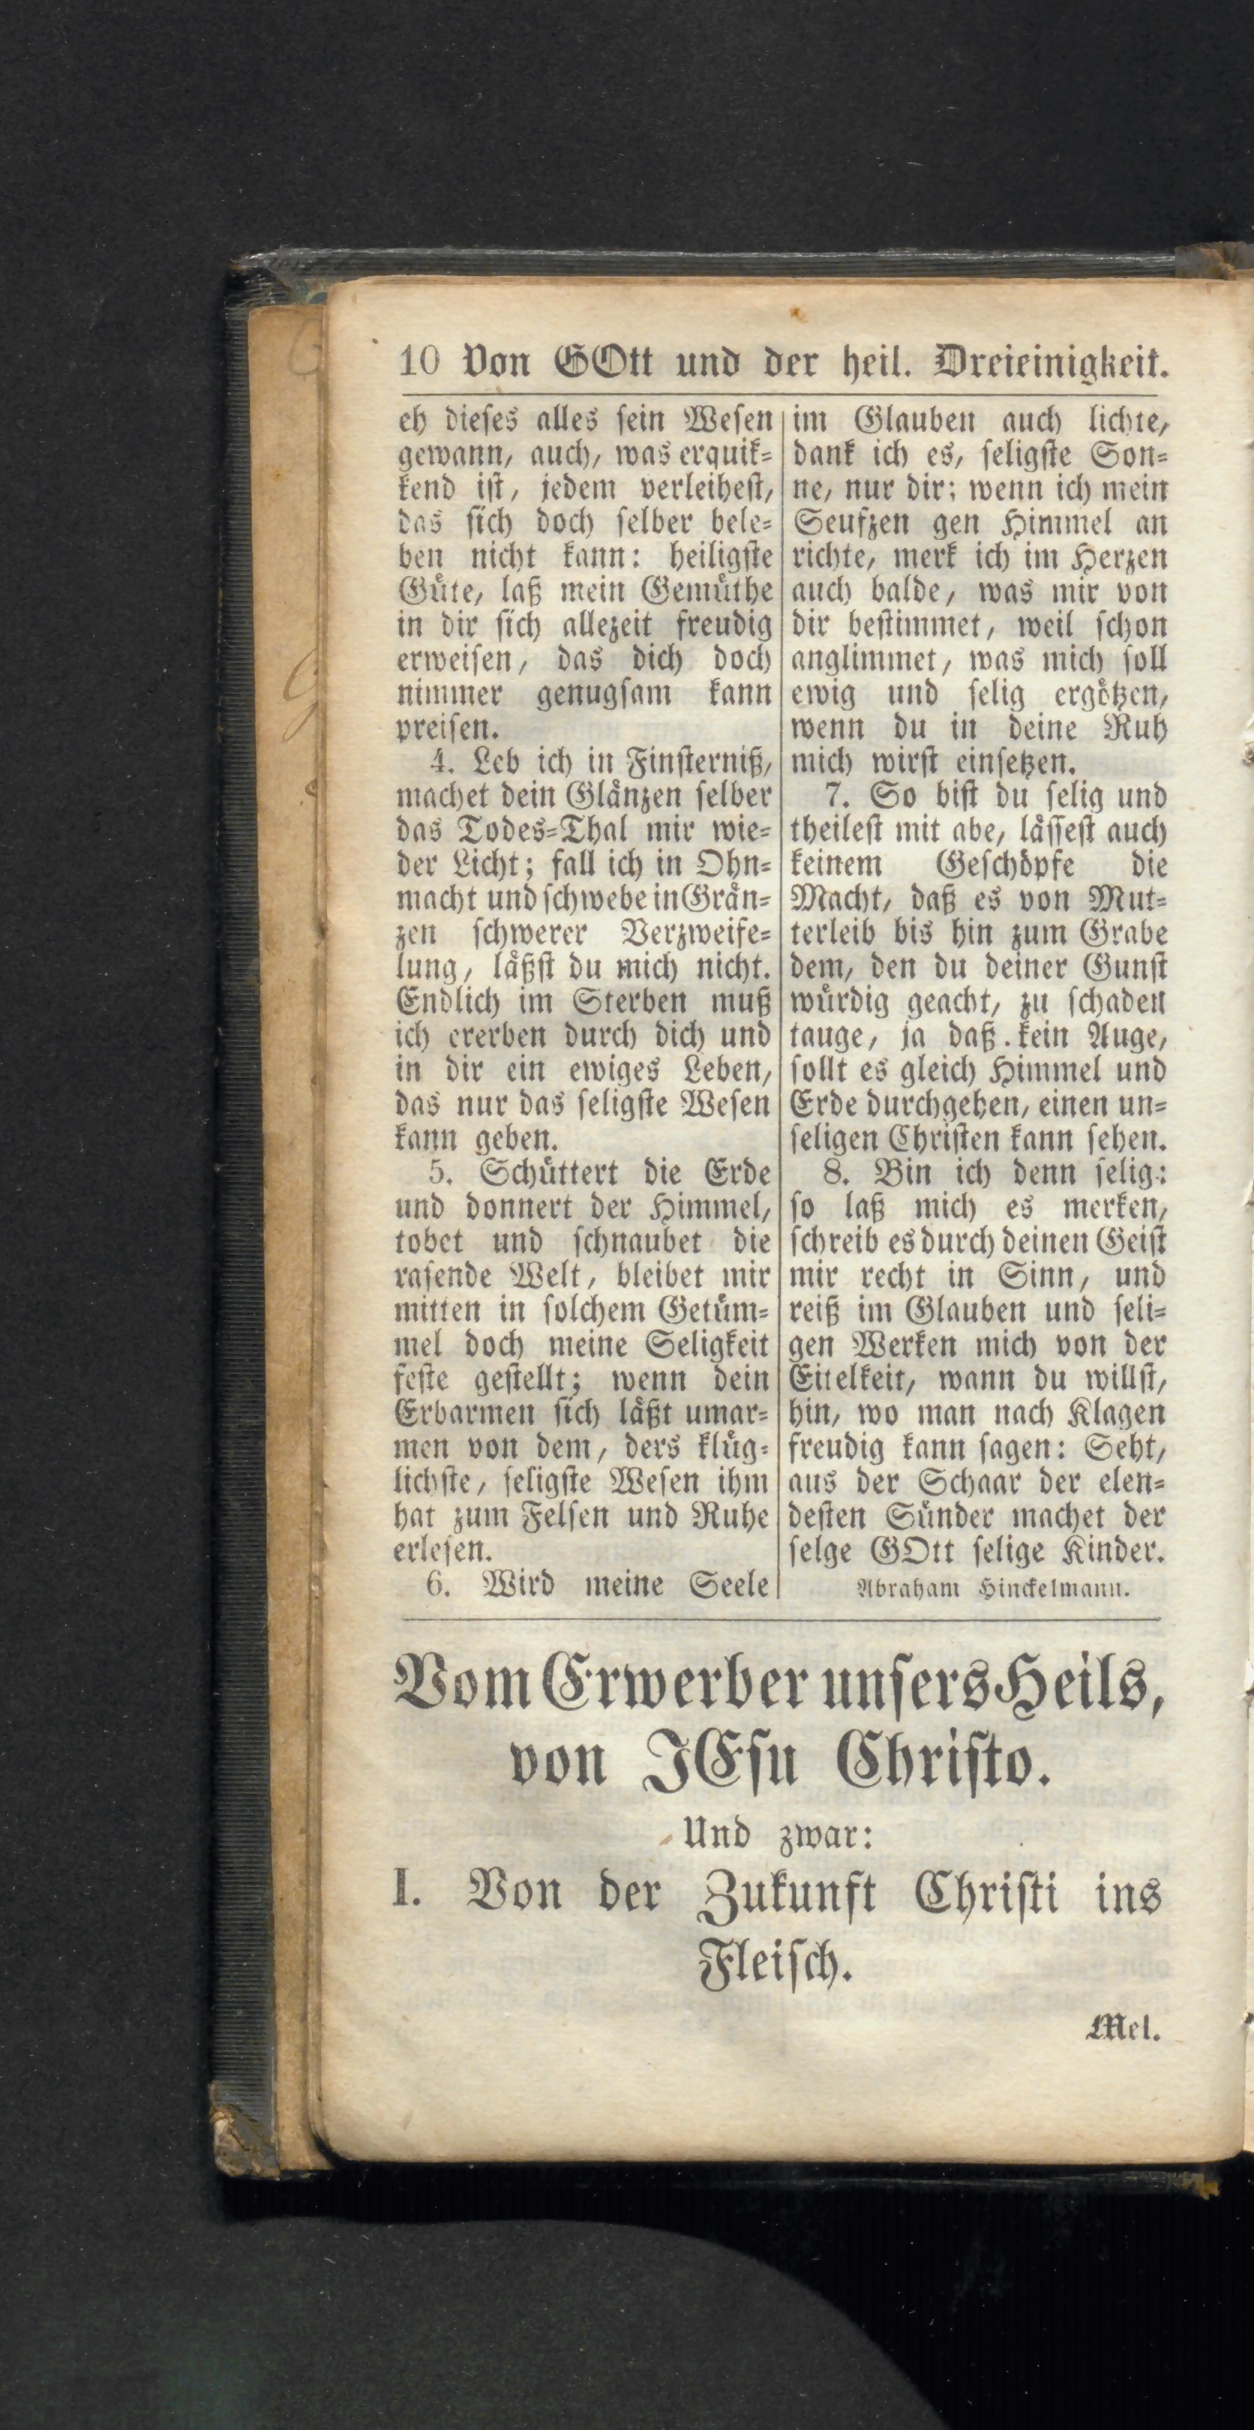 10 Von GOtt und der heil. Dreieinigkeit.
eh dieses alles sein Wesen
gewann, auch, was erquik=
kend ist, jedem verleihest,
das sich doch selber bele=
ben nicht kann: heiligste
Güte, laß mein Gemüthe
in dir sich allezeit freudig
erweisen, das dich doch
nimmer genugsam kann
preisen.
4. Leb ich in Finsterniß,
machet dein Glänzen selber
das Todes=Thal mir wie=
der Licht; fall ich in Ohn=
macht und schwebe in Grän=
zen schwerer Verzweife=
lung, läßst du mich nicht.
Endlich im Sterben muß
ich ererben durch dich und
in dir ein ewiges Leben,
das nur das seligste Wesen
kann geben.
5. Schüttert die Erde
und donnert der Himmel,
tobet und schnaubet die
rasende Welt, bleibet mir
mitten in solchem Getüm=
mel doch meine Seligkeit
feste gestellt; wenn dein
Erbarmen sich läßt umar=
men von dem, ders klüg=
lichste, seligste Wesen ihm
hat zum Felsen und Ruhe
erlesen.
6. Wird meine Seele
im Glauben auch lichte,
dank ich es, seligste Son=
ne, nur dir; wenn ich mein
Seufzen gen Himmel an
richte, merk ich im Herzen
auch balde, was mir von
dir bestimmet, weil schon
anglimmet, was mich soll
ewig und selig ergötzen,
wenn du in deine Ruh
mich wirst einsetzen.
7. So bist du selig und
theilest mit abe, lässest auch
keinem Geschöpfe die
Macht, daß es von Mut=
terleib bis hin zum Grabe
dem, den du deiner Gunst
würdig geacht, zu schaden
tauge, ja daß kein Auge,
sollt es gleich Himmel und
Erde durchgehen, einen un=
seligen Christen kann sehen.
8. Bin ich denn selig:
so laß mich es merken,
schreib es durch deinen Geist
mir recht in Sinn, und
reiß im Glauben und seli=
gen Werken mich von der
Eitelkeit, wann du willst,
hin, wo man nach Klagen
freudig kann sagen: Seht,
aus der Schaar der elen=
desten Sünder machet der
selge GOtt selige Kinder.
Abraham Hinckelmann.
Vom Erwerber unsers Heils,
von JEsu Christo.
Und zwar:
I. Von der Zukunft Christi ins
Fleisch.
Mel.